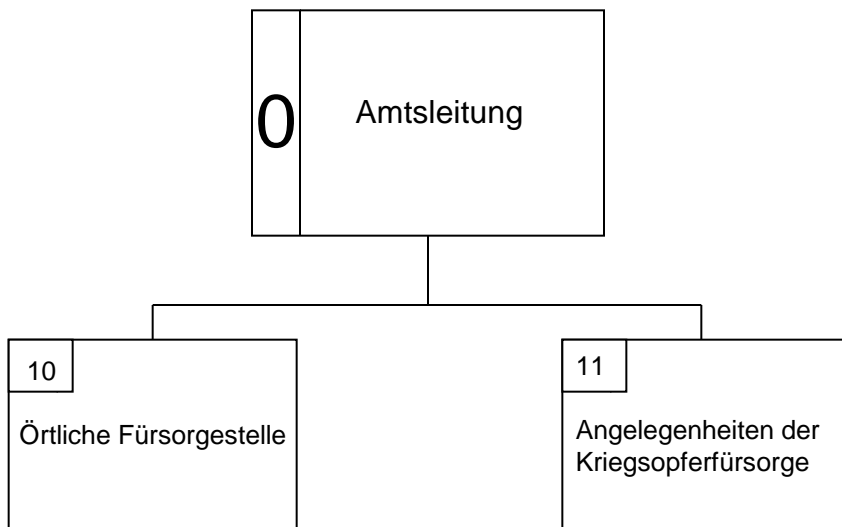 0
Amtsleitung
10
Örtliche Fürsorgestelle
11
Angelegenheiten der
Kriegsopferfürsorge